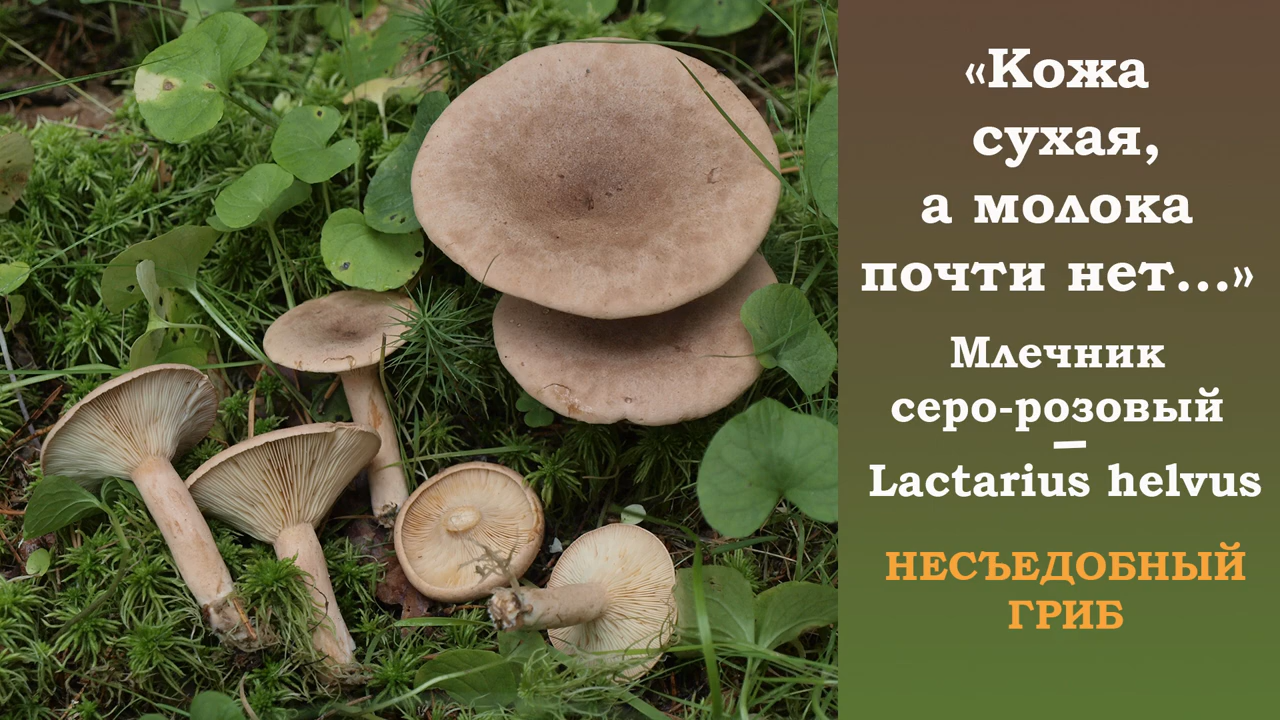 «Кожа
сухая,
а молока
почти нет...»
Млечник
серо-розовый
–
Lactarius helvus
НЕСЪЕДОБНЫЙ
ГРИБ